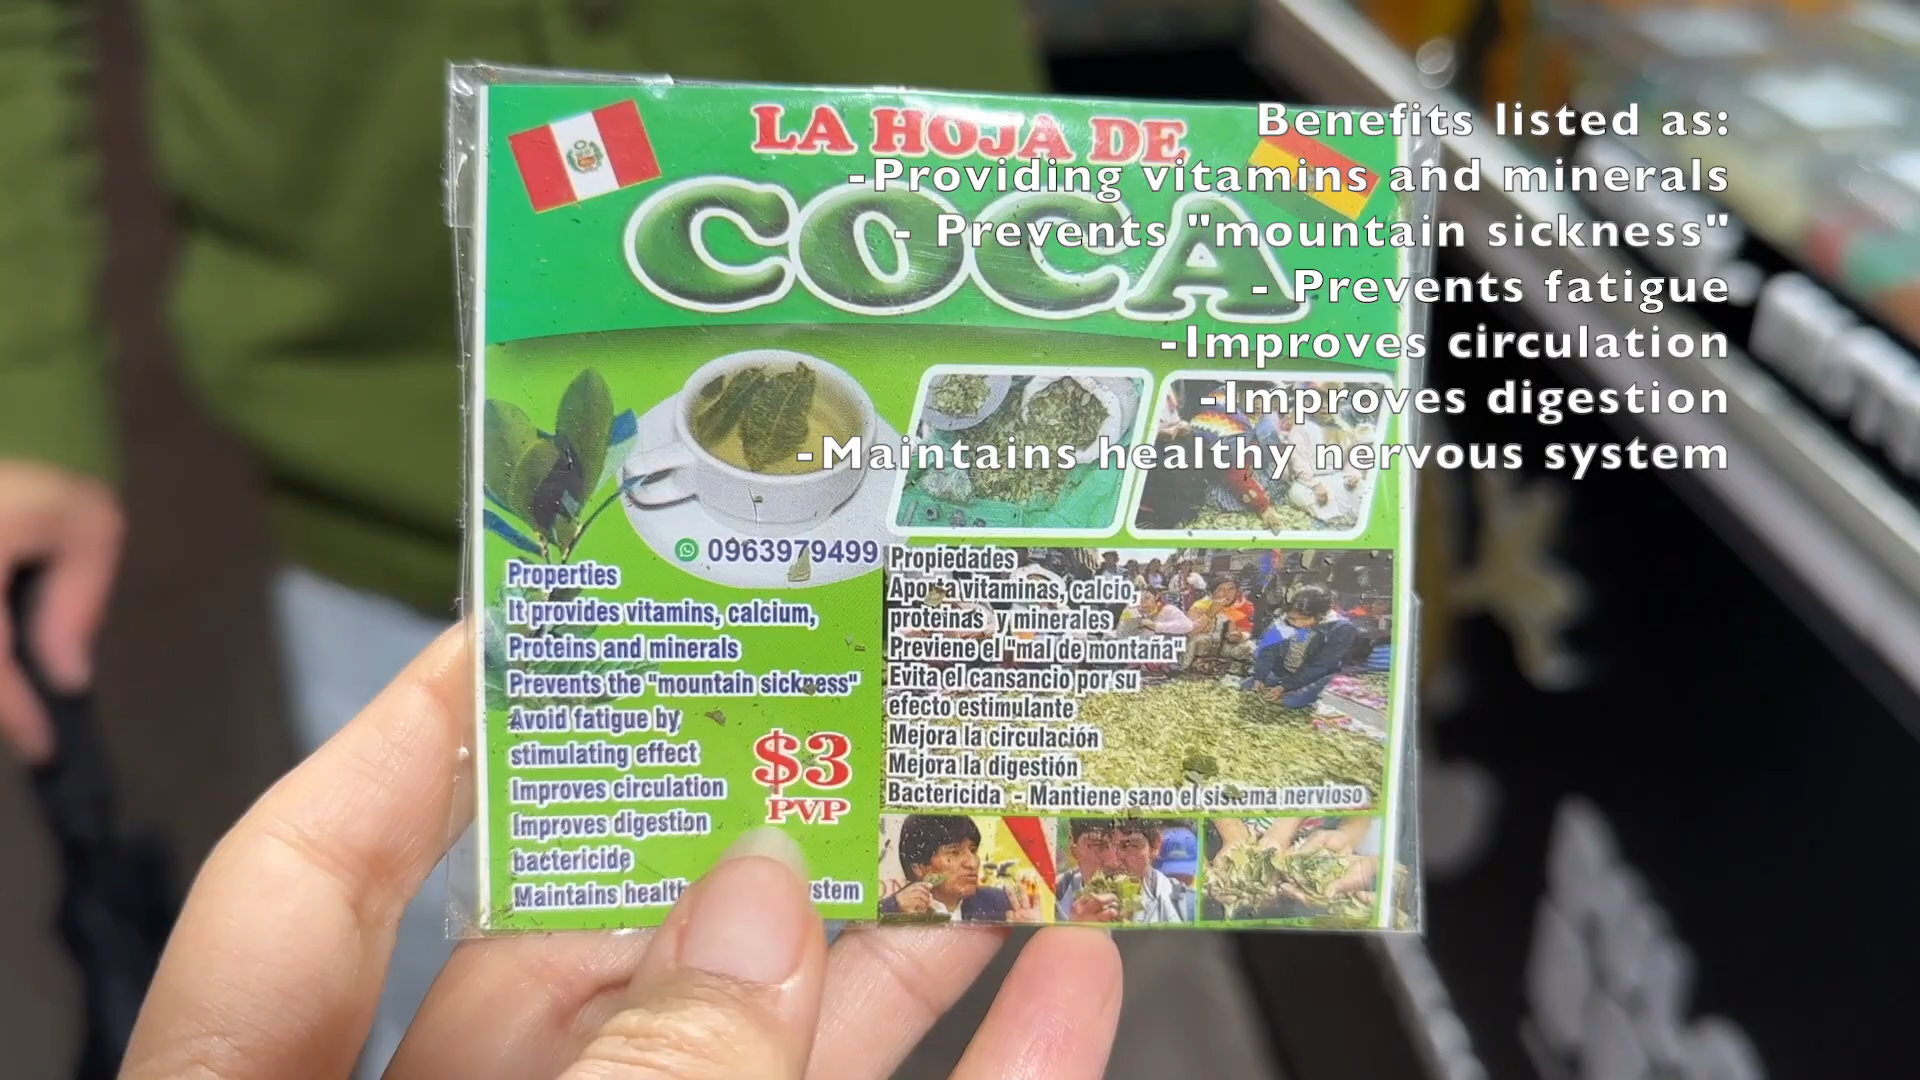 LA HOJA DE
COCA
Benefits listed as:
-Providing vitamins and minerals
- Prevents "mountain sickness"
- Prevents fatigue
-Improves circulation
-Improves digestion
-Maintains healthy nervous system
0963979499
Properties
It provides vitamins, calcium,
Proteins and minerals
Prevents the "mountain sickness"
Avoid fatigue by
stimulating effect
Improves circulation
Improves digestion
bactericide
Maintains health
$3
PVP
Propiedades
Aporta vitaminas, calcio,
proteinas y minerales
Previene el "mal de montaña"
Evita el cansancio por su
efecto estimulante
Mejora la circulación
Mejora la digestión
Bactericida - Mantiene sano el sistema nervioso